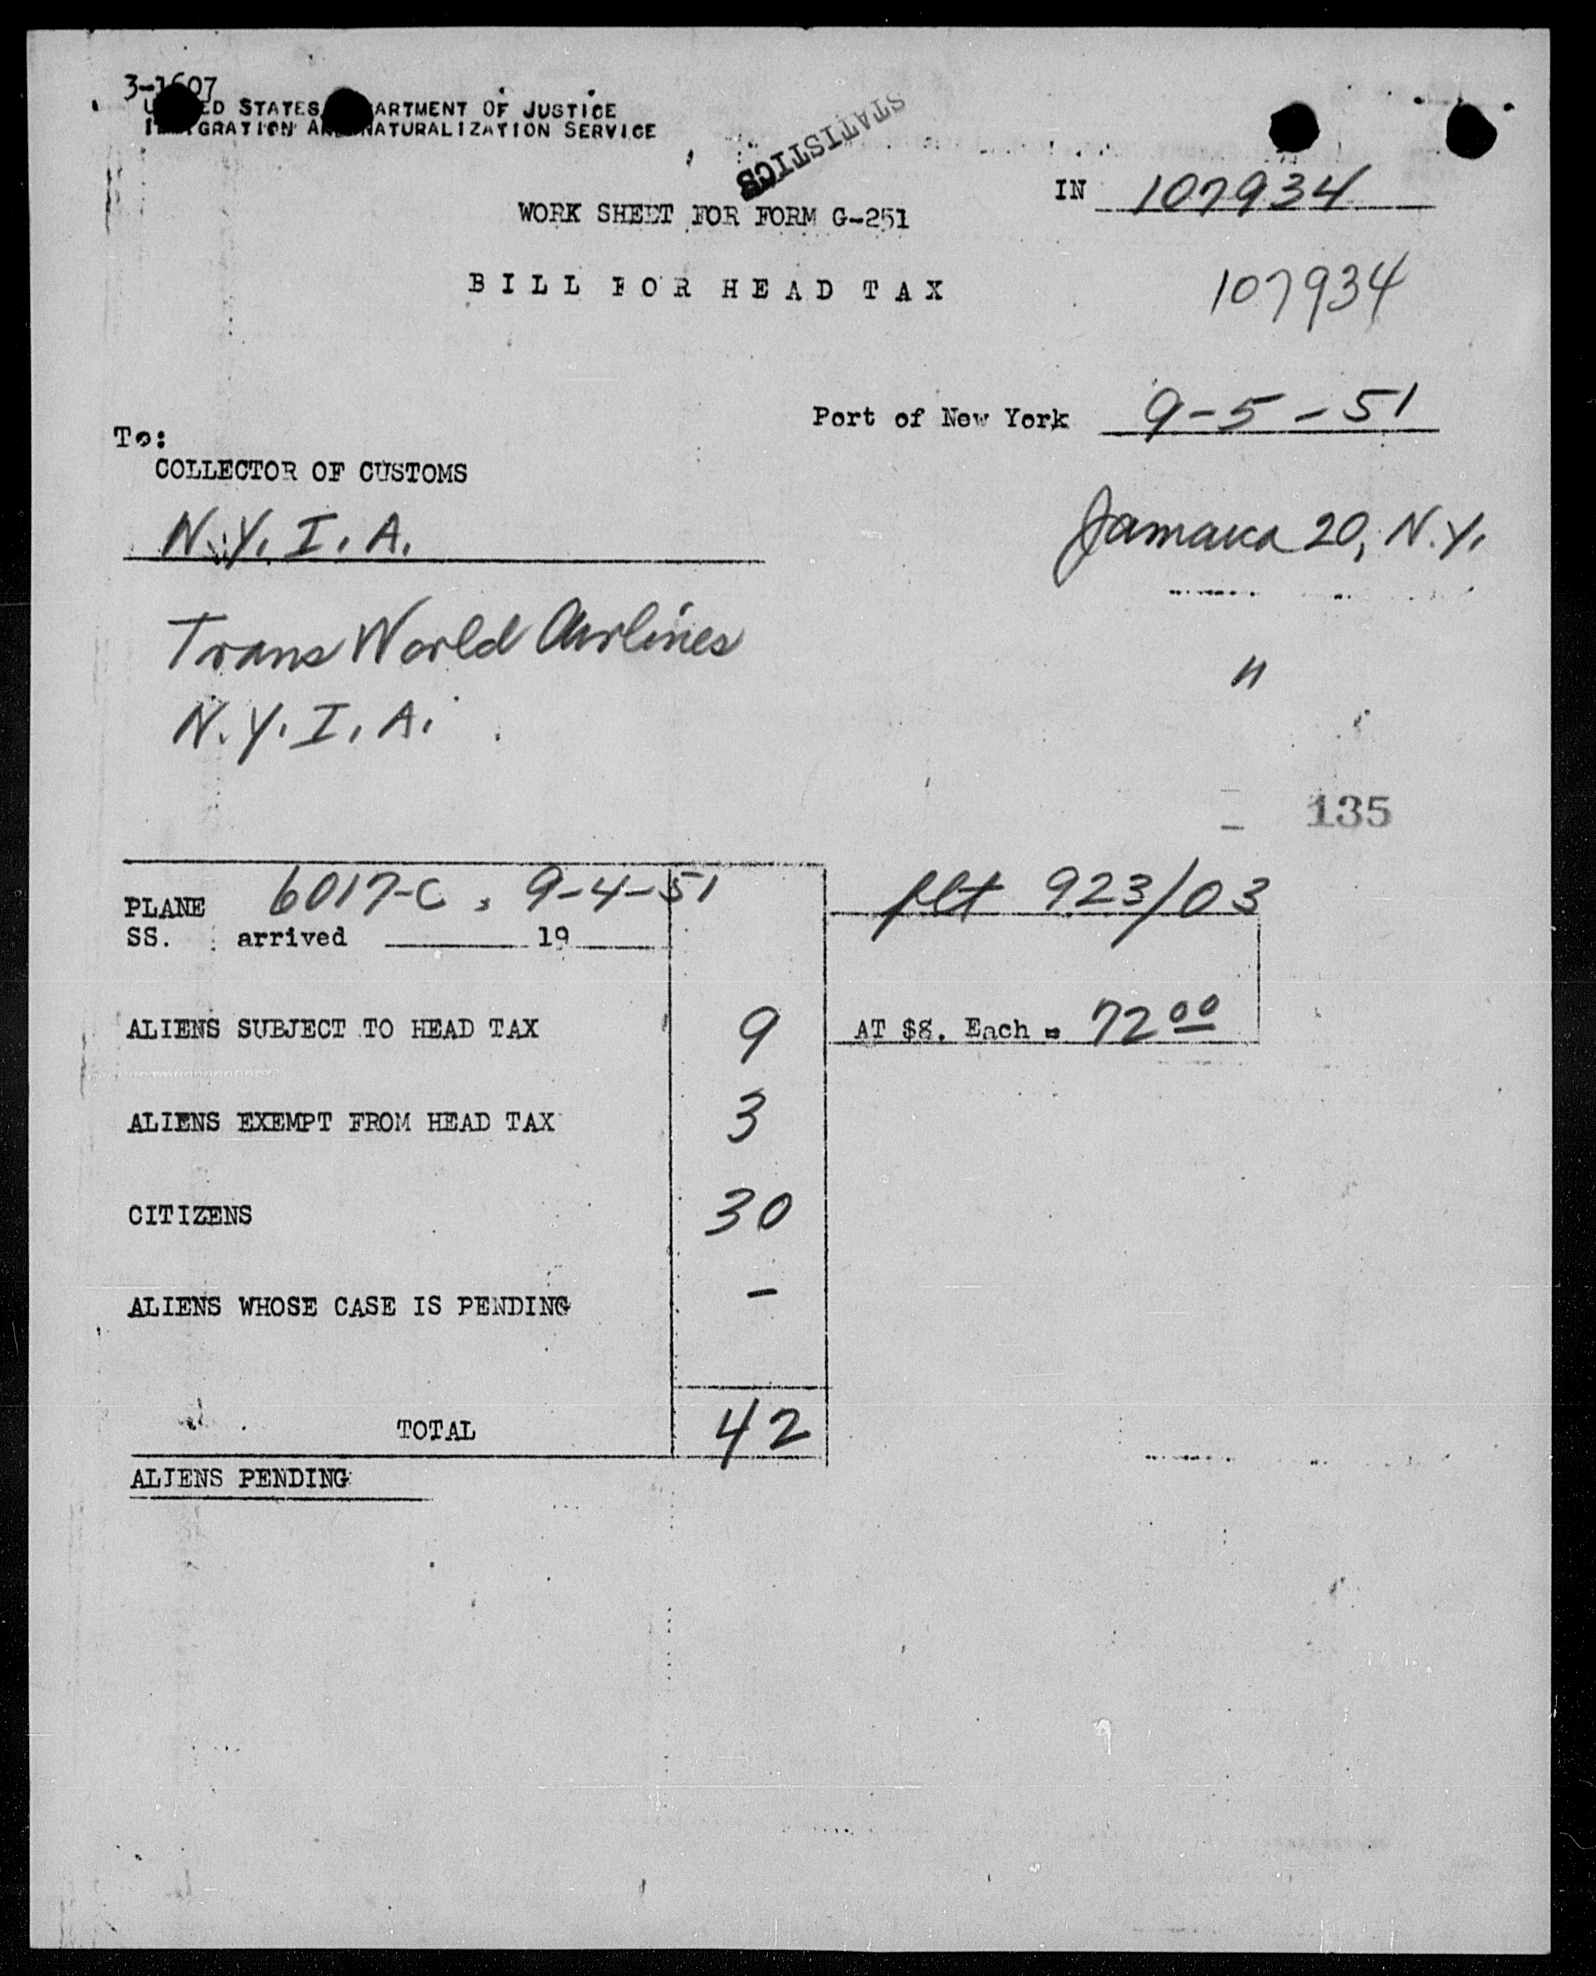 3-1607
UNITED STATES DEPARTMENT OF JUSTICE
IMMIGRATION AND NATURALIZATION SERVICE
STATISTICS
IN 107934
WORK SHEET FOR FORM G-251
BILL FOR HEAD TAX
107934
Port of New York 9-5-51
To:
COLLECTOR OF CUSTOMS
N.Y.I.A. Jamaica 20, N.Y.
Trans World Airlines "
N.Y.I.A.
135
PLANE 6017-C, 9-4-51 flt 923/03
SS. arrived 19
ALIENS SUBJECT TO HEAD TAX 9 AT $8. Each = 72 00
ALIENS EXEMPT FROM HEAD TAX 3
CITIZENS 30
ALIENS WHOSE CASE IS PENDING -
TOTAL 42
ALIENS PENDING